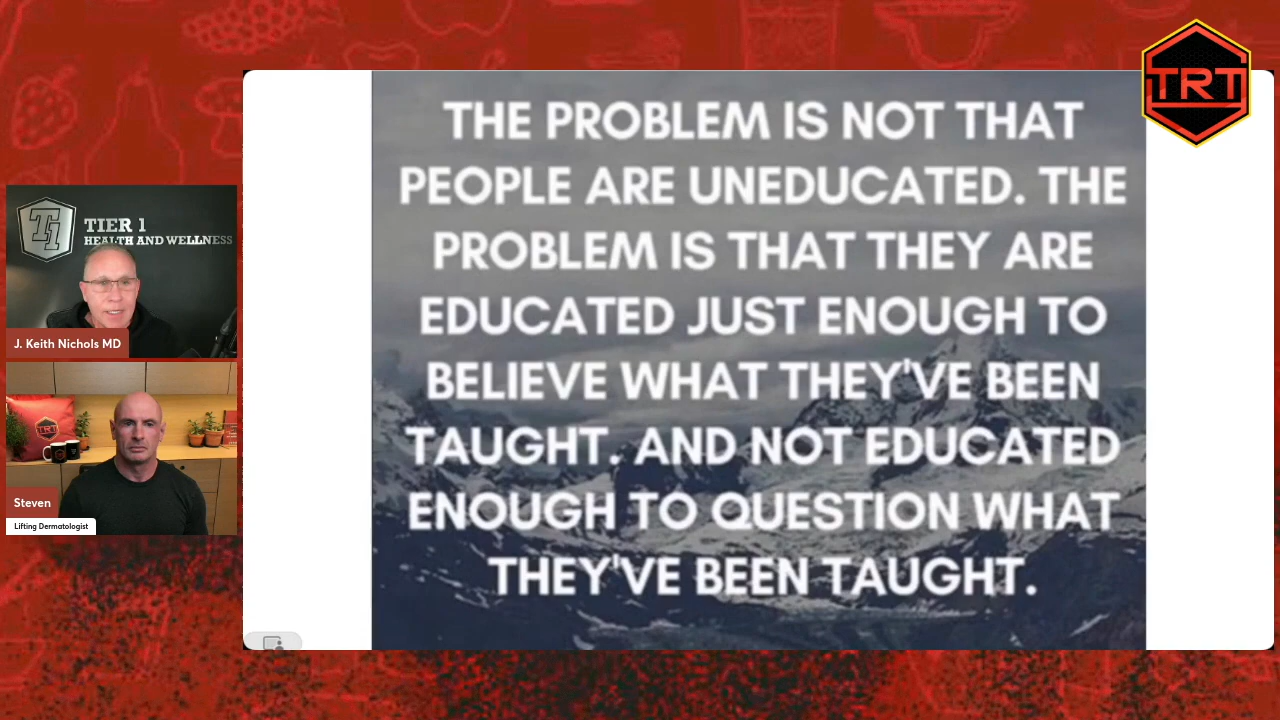 TRT
THE PROBLEM IS NOT THAT
PEOPLE ARE UNEDUCATED. THE
PROBLEM IS THAT THEY ARE
EDUCATED JUST ENOUGH TO
BELIEVE WHAT THEY'VE BEEN
TAUGHT. AND NOT EDUCATED
ENOUGH TO QUESTION WHAT
THEY'VE BEEN TAUGHT.
T1
TIER 1
HEALTH AND WELLNESS
J. Keith Nichols MD
TRT
Steven
Lifting Dermatologist